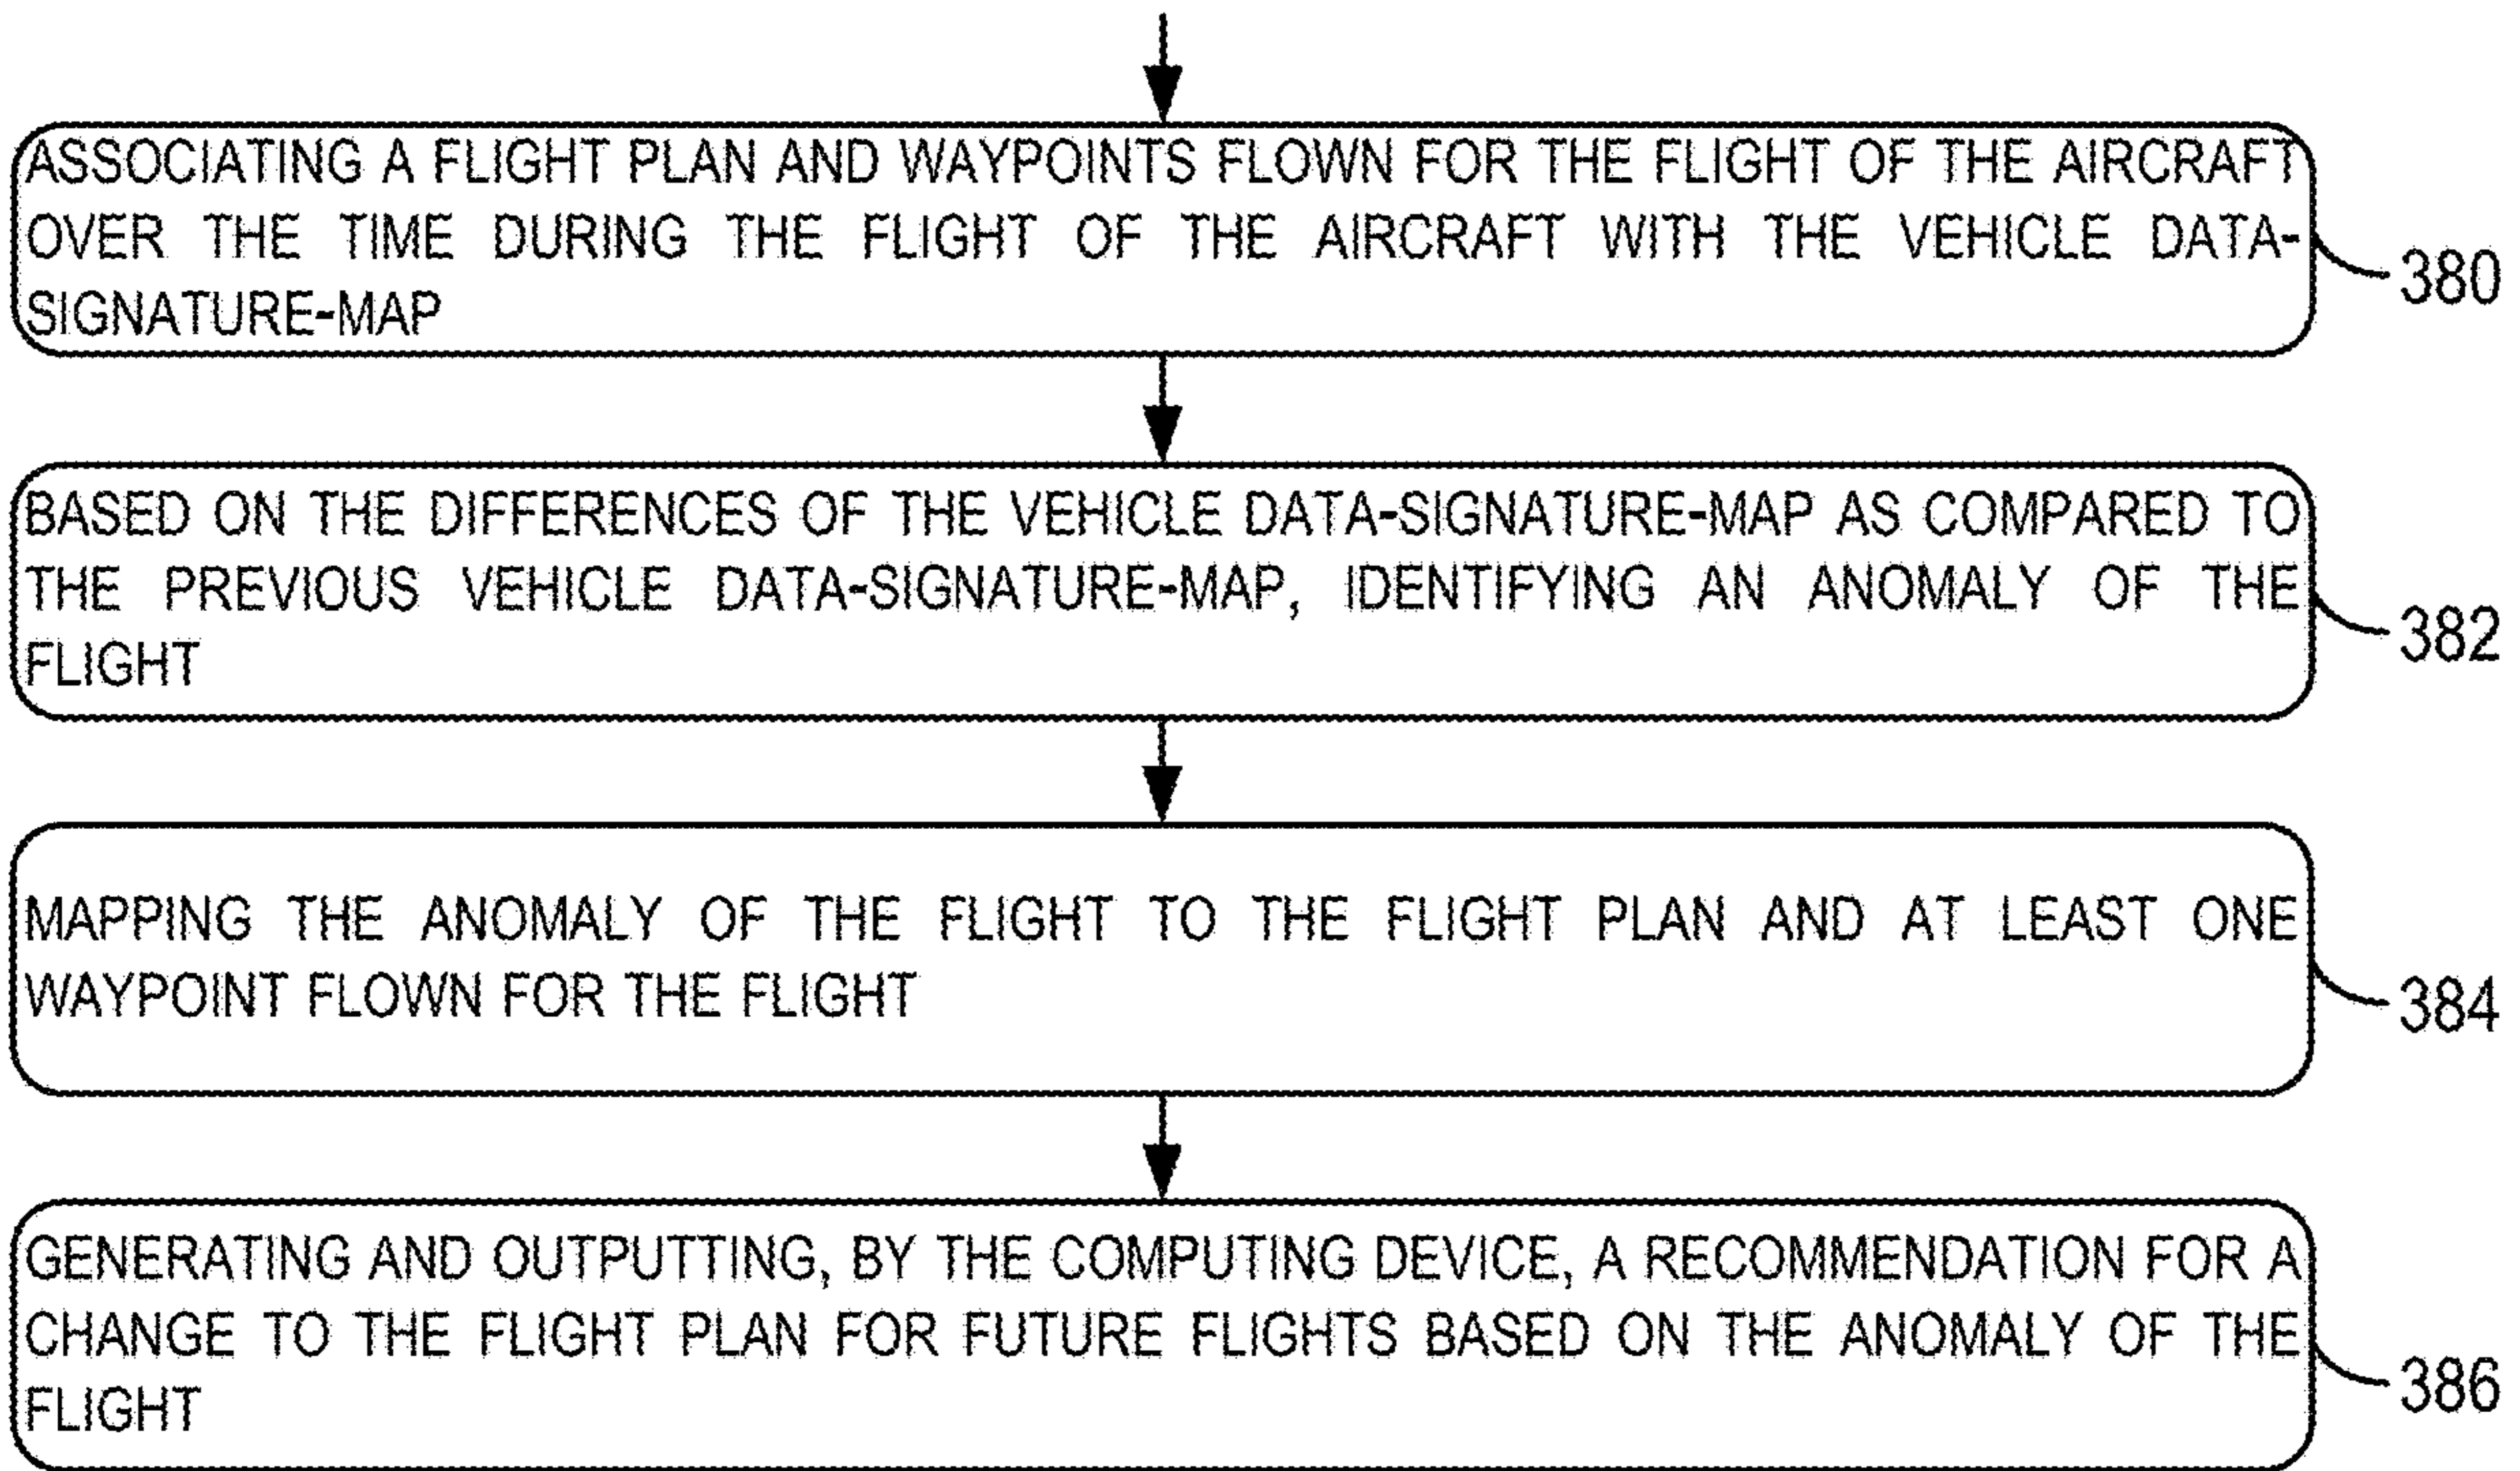 ASSOCIATING A FLIGHT PLAN AND WAYPOINTS FLOWN FOR THE FLIGHT OF THE AIRCRAFT
OVER THE TIME DURING THE FLIGHT OF THE AIRCRAFT WITH THE VEHICLE DATA-
SIGNATURE-MAP
380
BASED ON THE DIFFERENCES OF THE VEHICLE DATA-SIGNATURE-MAP AS COMPARED TO
THE PREVIOUS VEHICLE DATA-SIGNATURE-MAP, IDENTIFYING AN ANOMALY OF THE
FLIGHT
382
MAPPING THE ANOMALY OF THE FLIGHT TO THE FLIGHT PLAN AND AT LEAST ONE
WAYPOINT FLOWN FOR THE FLIGHT
384
GENERATING AND OUTPUTTING, BY THE COMPUTING DEVICE, A RECOMMENDATION FOR A
CHANGE TO THE FLIGHT PLAN FOR FUTURE FLIGHTS BASED ON THE ANOMALY OF THE
FLIGHT
386